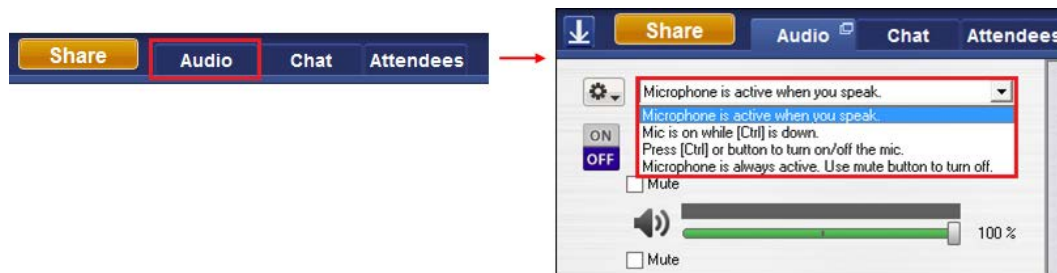 Share Audio Chat Attendees
Share Audio Chat Attendees
Microphone is active when you speak.
Microphone is active when you speak.
Mic is on while [Ctrl] is down.
ON
Press [Ctrl] or button to turn on/off the mic.
OFF
Microphone is always active. Use mute button to turn off.
Mute
100 %
Mute